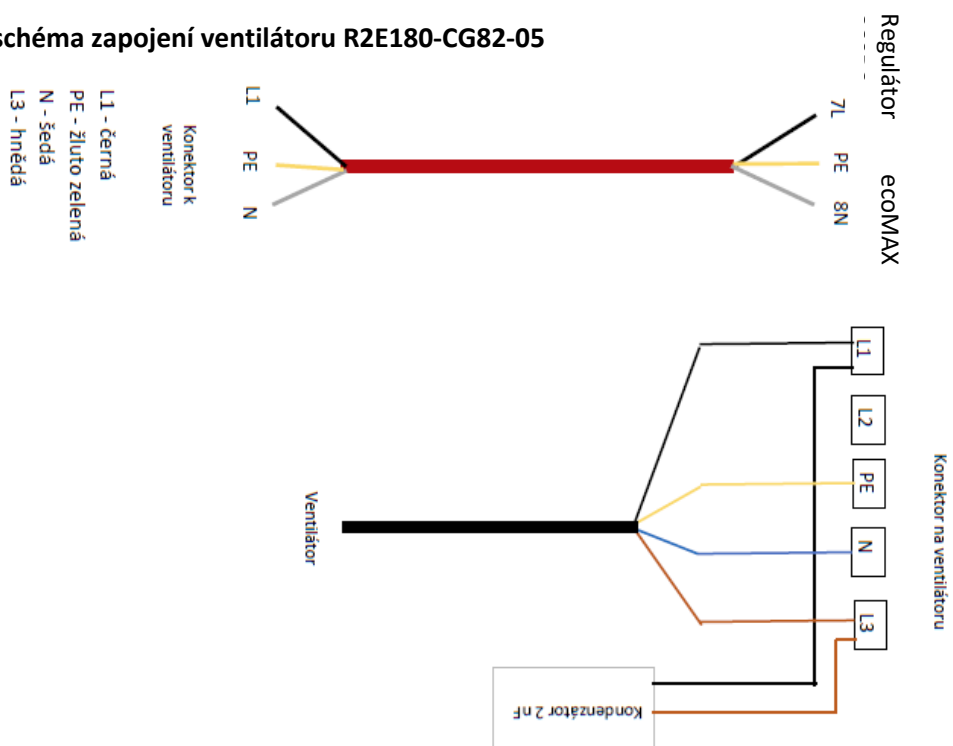 schéma zapojení ventilátoru R2E180-CG82-05
Regulátor ecoMAX
L1
PE
N
Konektor k
ventilátoru
L1 - černá
PE - žluto zelená
N - šedá
L3 - hnědá
7L
PE
8N
Konektor na ventilátoru
L1
L2
PE
N
L3
Ventilátor
Kondenzátor 2 nF